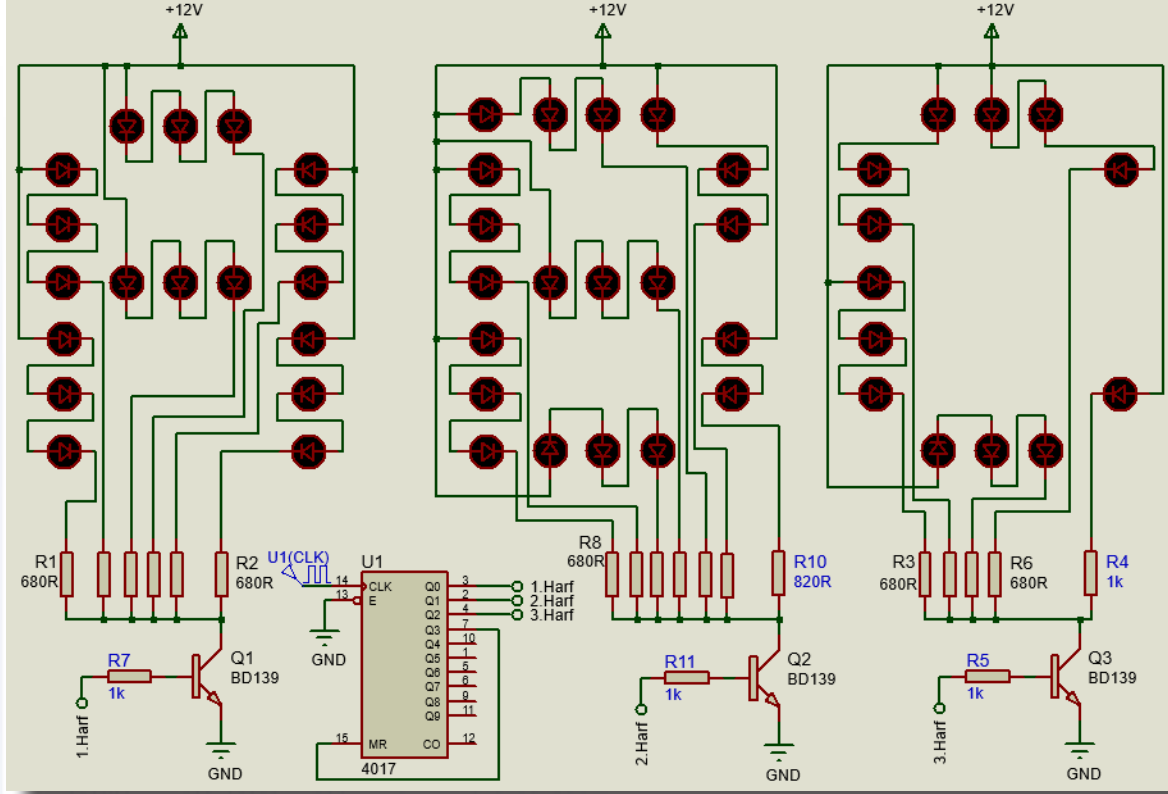 +12V +12V +12V
R1
680R
R2
680R
U1(CLK)
U1
14 CLK
13 E
15 MR
Q0 3 1.Harf
Q1 2 2.Harf
Q2 4 3.Harf
Q3 7
Q4 10
Q5 1
Q6 5
Q7 6
Q8 9
Q9 11
CO 12
4017
GND
R8
680R
R10
820R
R3
680R
R6
680R
R4
1k
R7
1k
Q1
BD139
1.Harf
GND
R11
1k
Q2
BD139
2.Harf
GND
R5
1k
Q3
BD139
3.Harf
GND